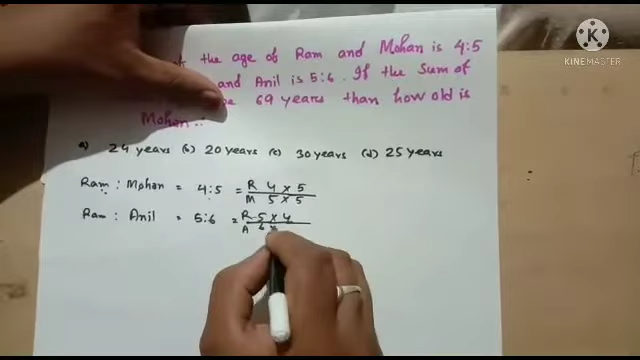 the age of Ram and Mohan is 4:5
and Anil is 5:6. If the Sum of
69 years than how old is
Mohan.
a) 24 years (b) 20 years (c) 30 years (d) 25 years
Ram : Mohan = 4:5 = R 4 × 5
M 5 × 5
Ram : Anil = 5:6 = R 5 × 4
A 6 ×
K
KINEMASTER